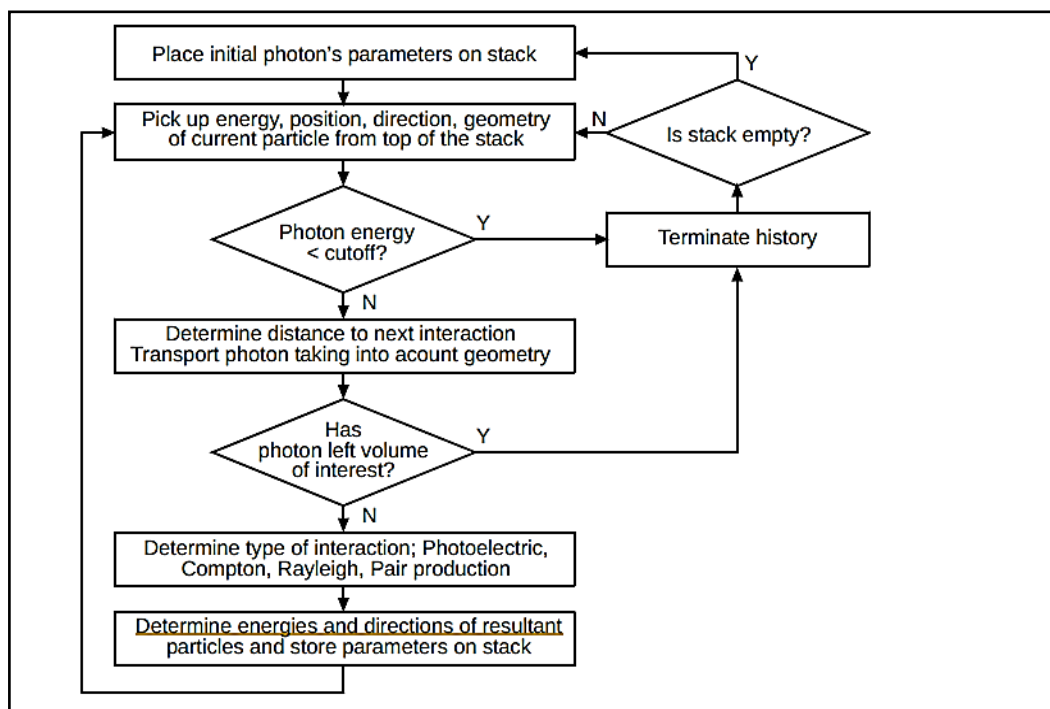 Place initial photon's parameters on stack
Y
Pick up energy, position, direction, geometry
of current particle from top of the stack
N
Is stack empty?
Photon energy
< cutoff?
Y
Terminate history
N
Determine distance to next interaction
Transport photon taking into acount geometry
Has
photon left volume
of interest?
Y
N
Determine type of interaction; Photoelectric,
Compton, Rayleigh, Pair production
Determine energies and directions of resultant
particles and store parameters on stack